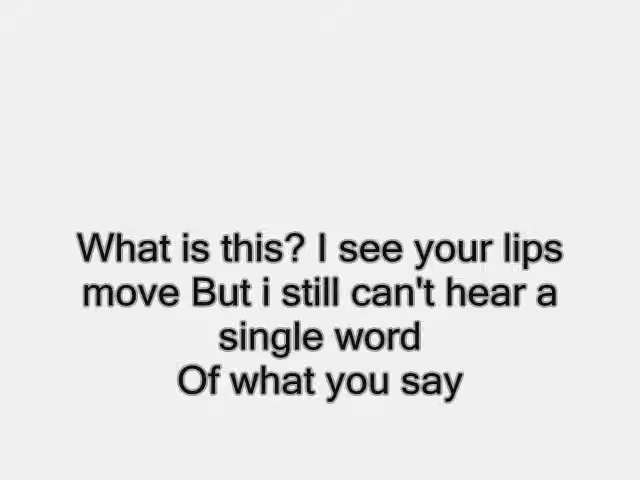 What is this? I see your lips
move But i still can't hear a
single word
Of what you say